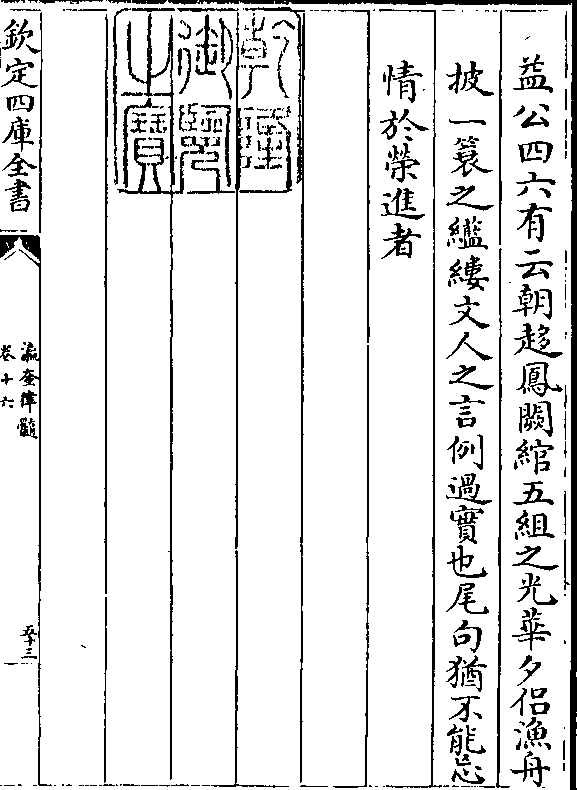 益公四六有云朝趍鳳闕綰五組之光華夕侣漁舟
披一蓑之繿縷文人之言例過實也尾句猶不能忘
情於榮進者
乾隆
御覽
之寶
欽定四庫全書
瀛奎律髓
卷十六
五十三